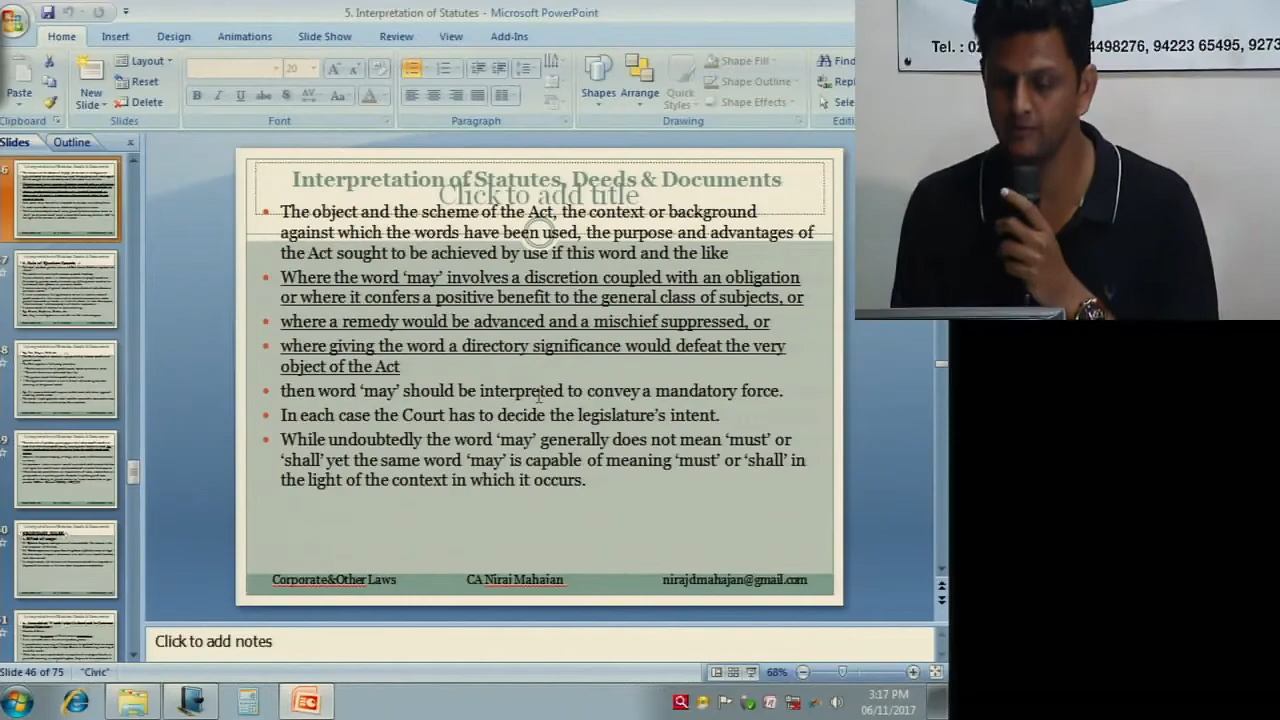 5. Interpretation of Statutes - Microsoft PowerPoint
Home Insert Design Animations Slide Show Review View Add-Ins
Paste
Clipboard
New
Slide
Layout
Reset
Delete
Slides
20
B I U abc S AV Aa A
Font
Paragraph
Shapes Arrange Quick
Styles
Shape Fill
Shape Outline
Shape Effects
Drawing
Find
Repl
Sele
Editi
Tel. : 02 4498276, 94223 65495, 9273
Slides Outline x
Interpretation of Statutes, Deeds & Documents
Click to add title
The object and the scheme of the Act, the context or background
against which the words have been used, the purpose and advantages of
the Act sought to be achieved by use if this word and the like
Where the word ‘may’ involves a discretion coupled with an obligation
or where it confers a positive benefit to the general class of subjects, or
where a remedy would be advanced and a mischief suppressed, or
where giving the word a directory significance would defeat the very
object of the Act
then word ‘may’ should be interpreted to convey a mandatory force.
In each case the Court has to decide the legislature’s intent.
While undoubtedly the word ‘may’ generally does not mean ‘must’ or
‘shall’ yet the same word ‘may’ is capable of meaning ‘must’ or ‘shall’ in
the light of the context in which it occurs.
Corporate&Other Laws CA Niraj Mahajan nirajdmahajan@gmail.com
Click to add notes
Slide 46 of 75 "Civic" 68%
3:17 PM
06/11/2017